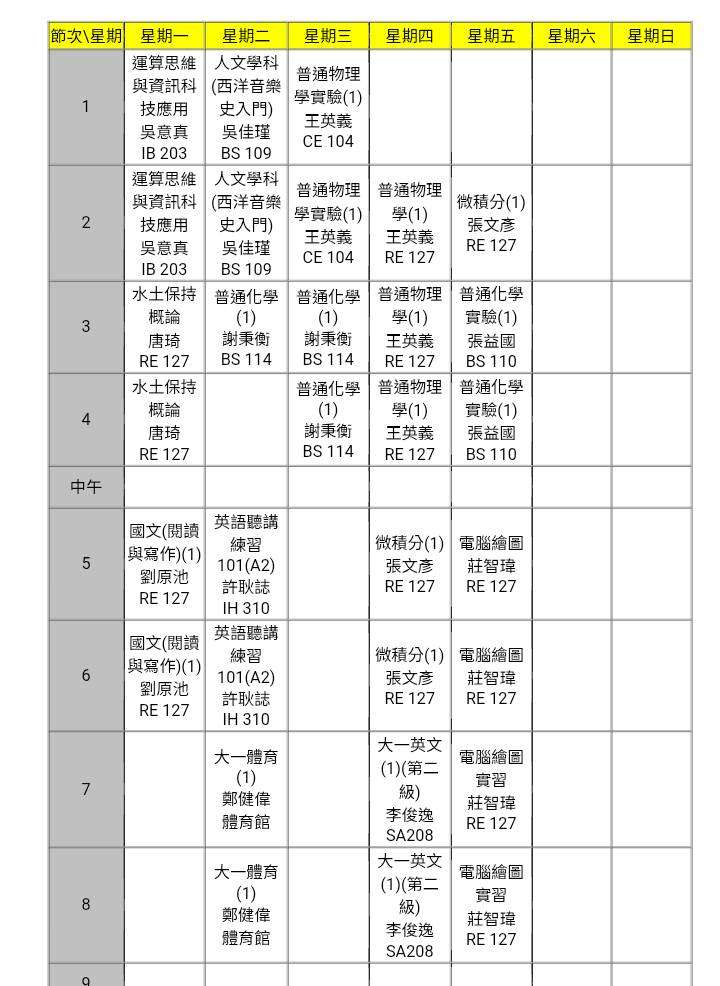 節次\星期 星期一 星期二 星期三 星期四 星期五 星期六 星期日
1
運算思維
與資訊科
技應用
吳意真
IB 203
人文學科
(西洋音樂
史入門)
吳佳瑾
BS 109
普通物理
學實驗(1)
王英義
CE 104
2
運算思維
與資訊科
技應用
吳意真
IB 203
人文學科
(西洋音樂
史入門)
吳佳瑾
BS 109
普通物理
學實驗(1)
王英義
CE 104
普通物理
學(1)
王英義
RE 127
微積分(1)
張文彥
RE 127
3
水土保持
概論
唐琦
RE 127
普通化學
(1)
謝秉衡
BS 114
普通化學
(1)
謝秉衡
BS 114
普通物理
學(1)
王英義
RE 127
普通化學
實驗(1)
張益國
BS 110
4
水土保持
概論
唐琦
RE 127
普通化學
(1)
謝秉衡
BS 114
普通物理
學(1)
王英義
RE 127
普通化學
實驗(1)
張益國
BS 110
中午
5
國文(閱讀
與寫作)(1)
劉原池
RE 127
英語聽講
練習
101(A2)
許耿誌
IH 310
微積分(1)
張文彥
RE 127
電腦繪圖
莊智瑋
RE 127
6
國文(閱讀
與寫作)(1)
劉原池
RE 127
英語聽講
練習
101(A2)
許耿誌
IH 310
微積分(1)
張文彥
RE 127
電腦繪圖
莊智瑋
RE 127
7
大一體育
(1)
鄭健偉
體育館
大一英文
(1)(第二
級)
李俊逸
SA208
電腦繪圖
實習
莊智瑋
RE 127
8
大一體育
(1)
鄭健偉
體育館
大一英文
(1)(第二
級)
李俊逸
SA208
電腦繪圖
實習
莊智瑋
RE 127
9